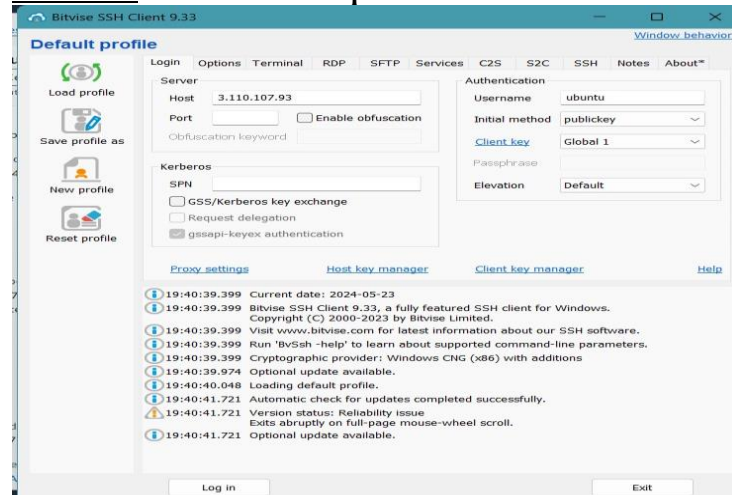 Bitvise SSH Client 9.33
Default profile
Window behavior
Load profile
Save profile as
New profile
Reset profile
Login Options Terminal RDP SFTP Services C2S S2C SSH Notes About*
Server
Host 3.110.107.93
Port Enable obfuscation
Obfuscation keyword
Kerberos
SPN
GSS/Kerberos key exchange
Request delegation
gssapi-keyex authentication
Authentication
Username ubuntu
Initial method publickey
Client key Global 1
Passphrase
Elevation Default
Proxy settings Host key manager Client key manager Help
19:40:39.399 Current date: 2024-05-23
19:40:39.399 Bitvise SSH Client 9.33, a fully featured SSH client for Windows.
Copyright (C) 2000-2023 by Bitvise Limited.
19:40:39.399 Visit www.bitvise.com for latest information about our SSH software.
19:40:39.399 Run 'BvSsh -help' to learn about supported command-line parameters.
19:40:39.399 Cryptographic provider: Windows CNG (x86) with additions
19:40:39.974 Optional update available.
19:40:40.048 Loading default profile.
19:40:41.721 Automatic check for updates completed successfully.
19:40:41.721 Version status: Reliability issue
Exits abruptly on full-page mouse-wheel scroll.
19:40:41.721 Optional update available.
Log in Exit